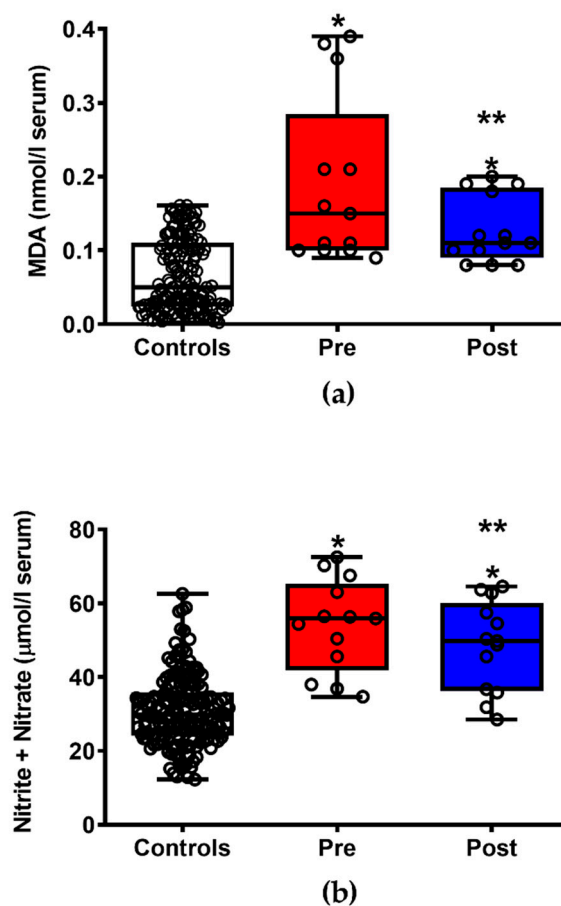 MDA (nmol/l serum)
0.4
0.3
0.2
0.1
0.0
*
**
*
Controls Pre Post
(a)
Nitrite + Nitrate (μmol/l serum)
80
60
40
20
0
*
**
*
Controls Pre Post
(b)